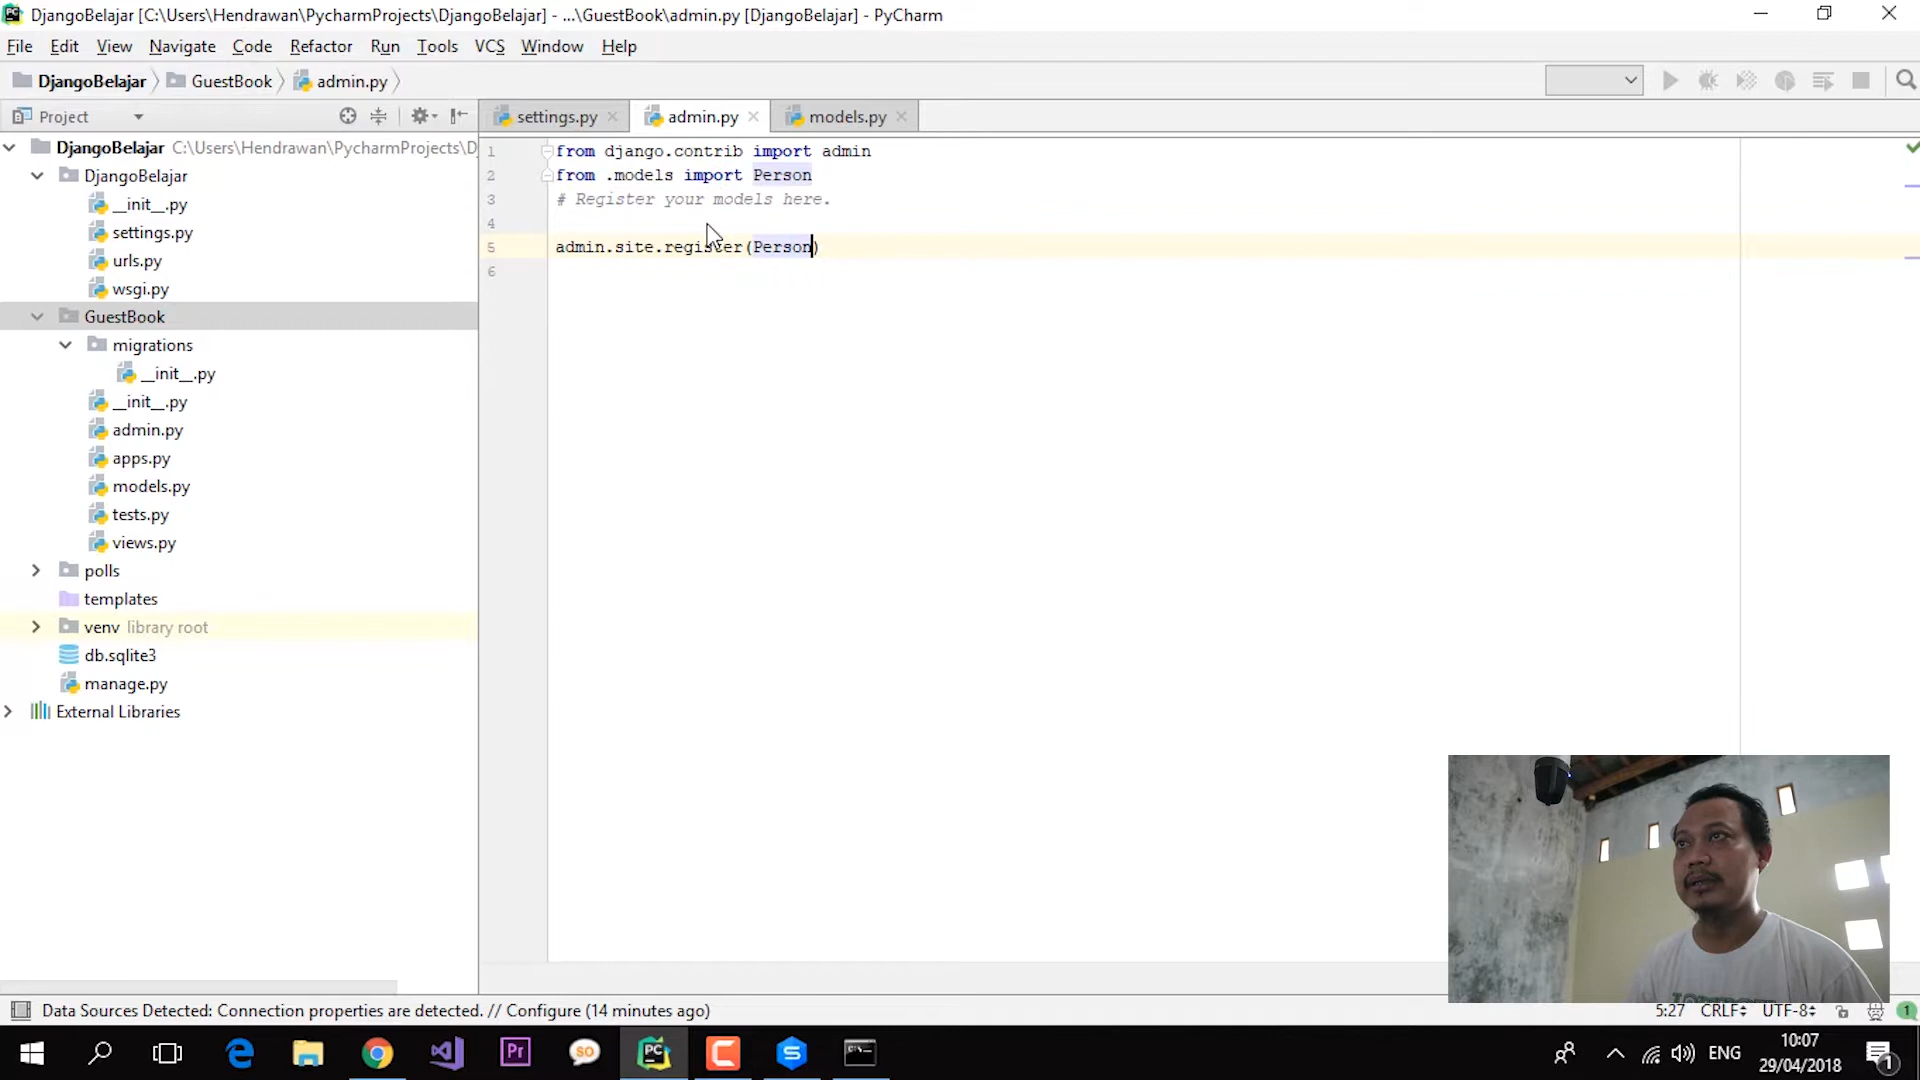 DjangoBelajar [C:\Users\Hendrawan\PycharmProjects\DjangoBelajar] - ...\GuestBook\admin.py [DjangoBelajar] - PyCharm
File Edit View Navigate Code Refactor Run Tools VCS Window Help
DjangoBelajar GuestBook admin.py
Project
settings.py admin.py models.py
DjangoBelajar C:\Users\Hendrawan\PycharmProjects\D
DjangoBelajar
__init__.py
settings.py
urls.py
wsgi.py
GuestBook
migrations
__init__.py
__init__.py
admin.py
apps.py
models.py
tests.py
views.py
polls
templates
venv library root
db.sqlite3
manage.py
External Libraries
1 from django.contrib import admin
2 from .models import Person
3 # Register your models here.
4
5 admin.site.register(Person)
6
Data Sources Detected: Connection properties are detected. // Configure (14 minutes ago)
5:27 CRLF UTF-8 1
PC
Pr
SO
ENG
10:07
29/04/2018
1